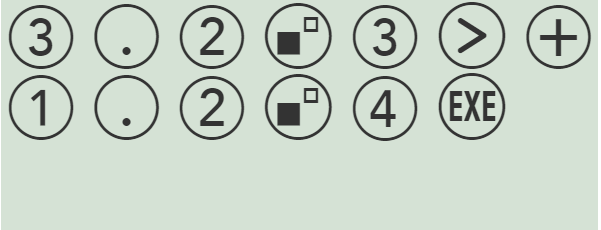 3 . 2 ■□ 3 > +
1 . 2 ■□ 4 EXE